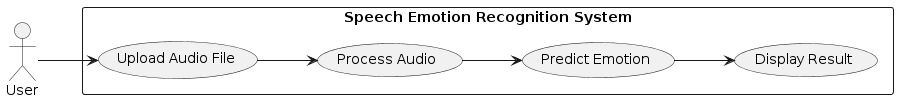 Speech Emotion Recognition System
User
Upload Audio File
Process Audio
Predict Emotion
Display Result